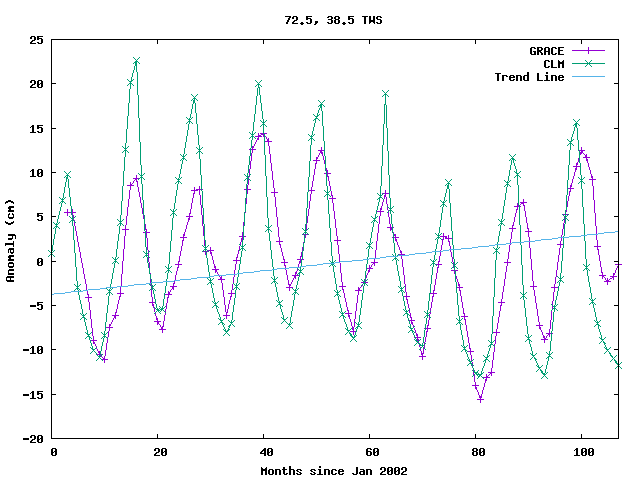 72.5, 38.5 TWS
GRACE
CLM
Trend Line
25
20
15
10
5
0
-5
-10
-15
-20
Anomaly (cm)
0 20 40 60 80 100
Months since Jan 2002